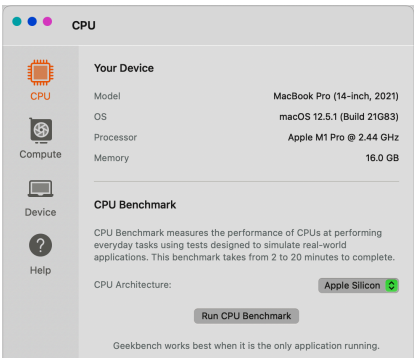 CPU
CPU
Compute
Device
Help
Your Device
Model MacBook Pro (14-inch, 2021)
OS macOS 12.5.1 (Build 21G83)
Processor Apple M1 Pro @ 2.44 GHz
Memory 16.0 GB
CPU Benchmark
CPU Benchmark measures the performance of CPUs at performing
everyday tasks using tests designed to simulate real-world
applications. This benchmark takes from 2 to 20 minutes to complete.
CPU Architecture: Apple Silicon
Run CPU Benchmark
Geekbench works best when it is the only application running.